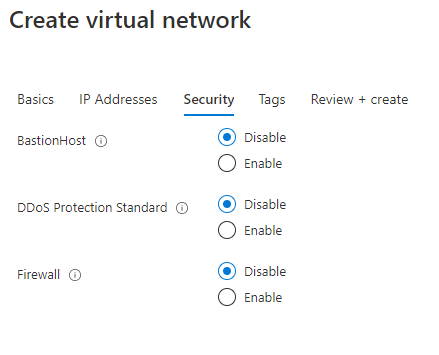 Create virtual network
Basics IP Addresses Security Tags Review + create
BastionHost Disable
Enable
DDoS Protection Standard Disable
Enable
Firewall Disable
Enable